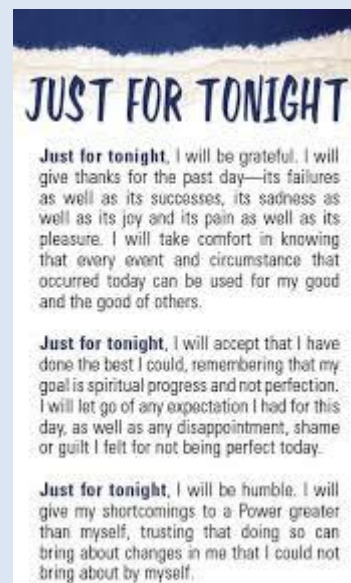 JUST FOR TONIGHT
Just for tonight, I will be grateful. I will
give thanks for the past day—its failures
as well as its successes, its sadness as
well as its joy and its pain as well as its
pleasure. I will take comfort in knowing
that every event and circumstance that
occurred today can be used for my good
and the good of others.
Just for tonight, I will accept that I have
done the best I could, remembering that my
goal is spiritual progress and not perfection.
I will let go of any expectation I had for this
day, as well as any disappointment, shame
or guilt I felt for not being perfect today.
Just for tonight, I will be humble. I will
give my shortcomings to a Power greater
than myself, trusting that doing so can
bring about changes in me that I could not
bring about by myself.